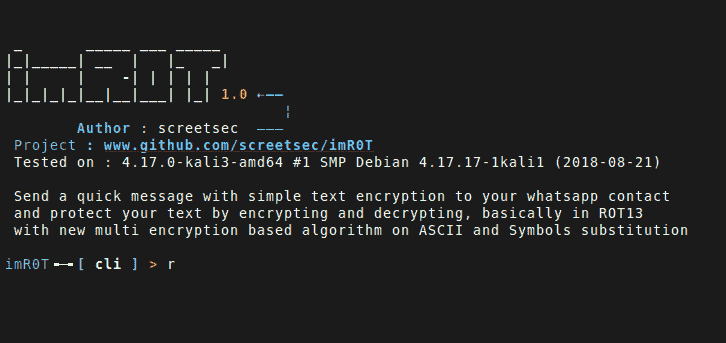 imR0T 1.0
Author : screetsec
Project : www.github.com/screetsec/imR0T
Tested on : 4.17.0-kali3-amd64 #1 SMP Debian 4.17.17-1kali1 (2018-08-21)
Send a quick message with simple text encryption to your whatsapp contact
and protect your text by encrypting and decrypting, basically in ROT13
with new multi encryption based algorithm on ASCII and Symbols substitution
imR0T [ cli ] > r